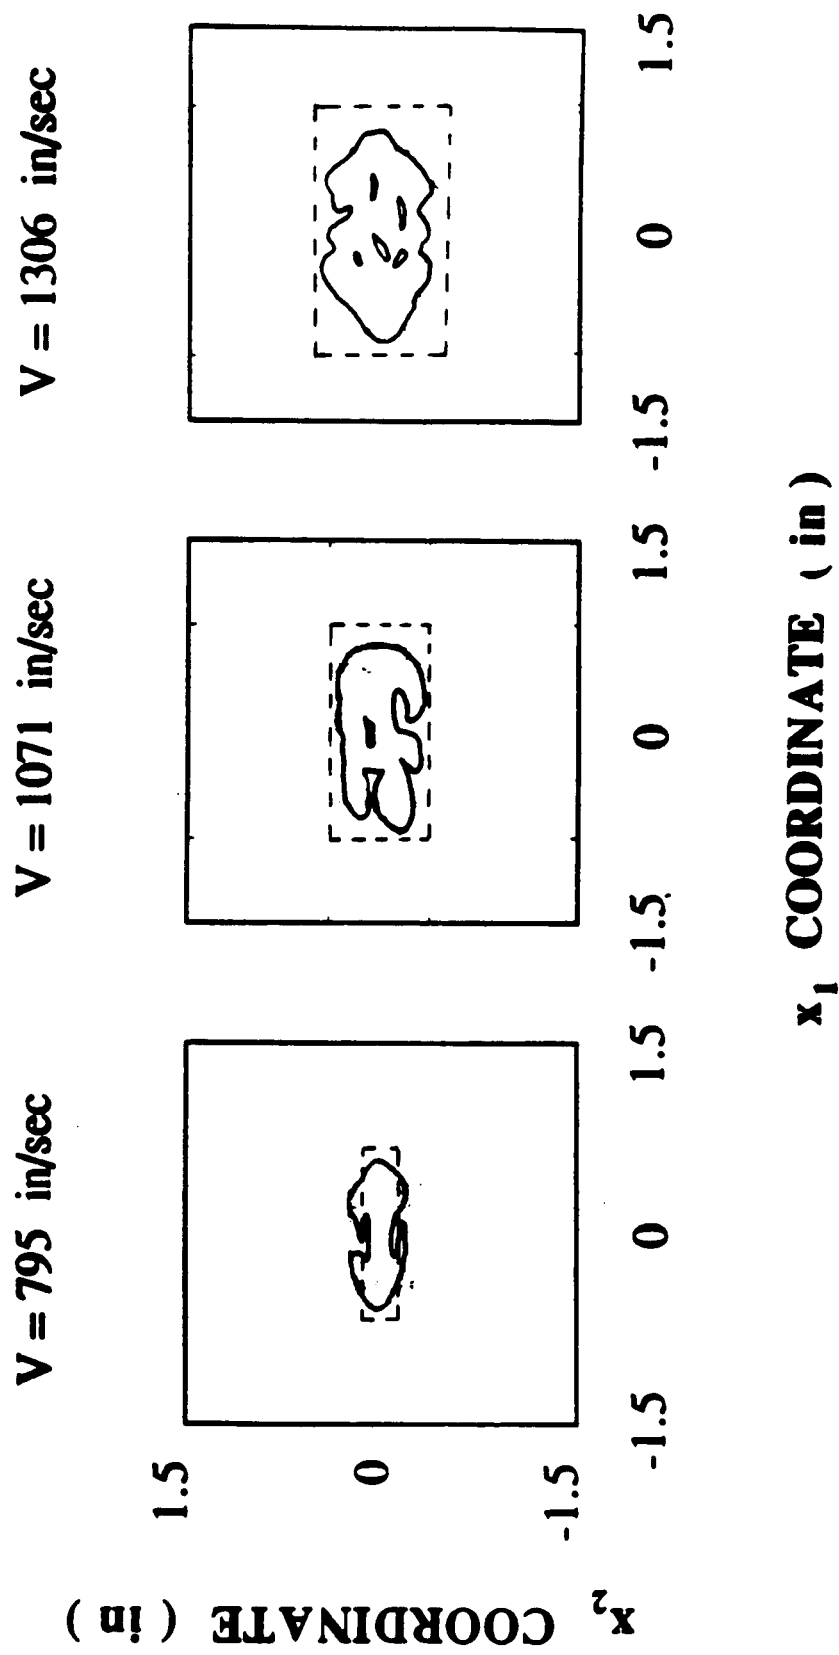 V = 795 in/sec
V = 1071 in/sec
V = 1306 in/sec
x₂ COORDINATE ( in )
1.5
0
-1.5
-1.5 0 1.5
-1.5 0 1.5
-1.5 0 1.5
x₁ COORDINATE ( in )